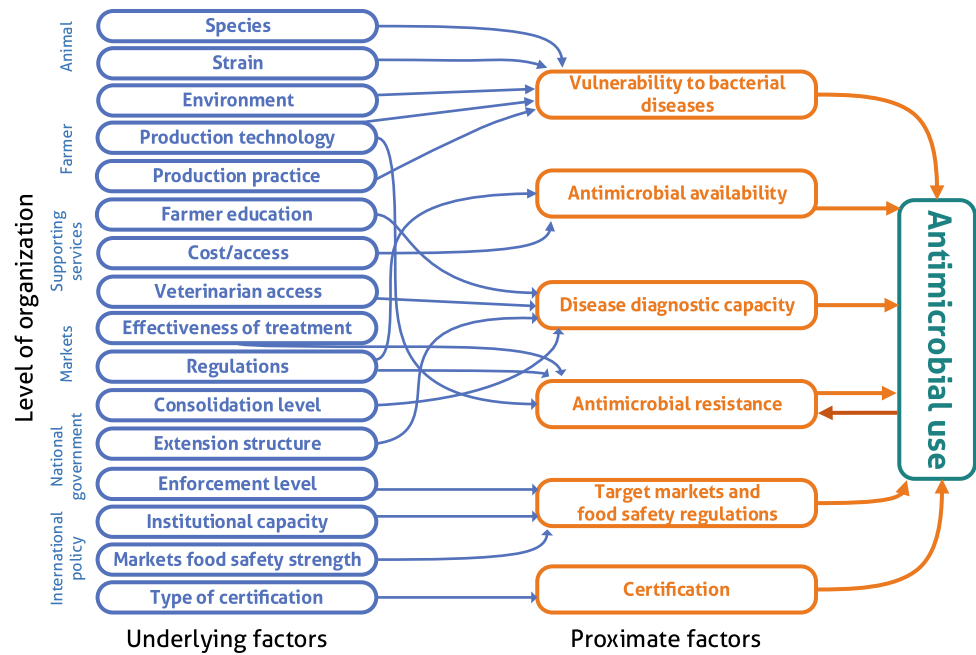 Level of organization
Animal
Farmer
Supporting
services
Markets
National
government
International
policy
Species
Strain
Environment
Production technology
Production practice
Farmer education
Cost/access
Veterinarian access
Effectiveness of treatment
Regulations
Consolidation level
Extension structure
Enforcement level
Institutional capacity
Markets food safety strength
Type of certification
Underlying factors
Vulnerability to bacterial
diseases
Antimicrobial availability
Disease diagnostic capacity
Antimicrobial resistance
Target markets and
food safety regulations
Certification
Proximate factors
Antimicrobial use